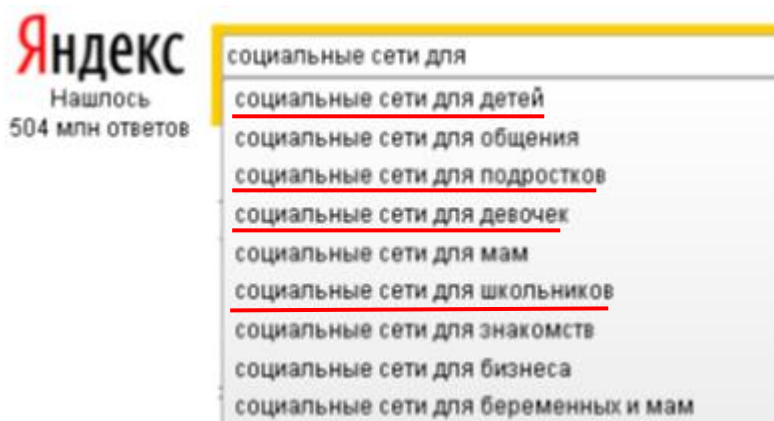 Яндекс
Нашлось
504 млн ответов
социальные сети для
социальные сети для детей
социальные сети для общения
социальные сети для подростков
социальные сети для девочек
социальные сети для мам
социальные сети для школьников
социальные сети для знакомств
социальные сети для бизнеса
социальные сети для беременных и мам